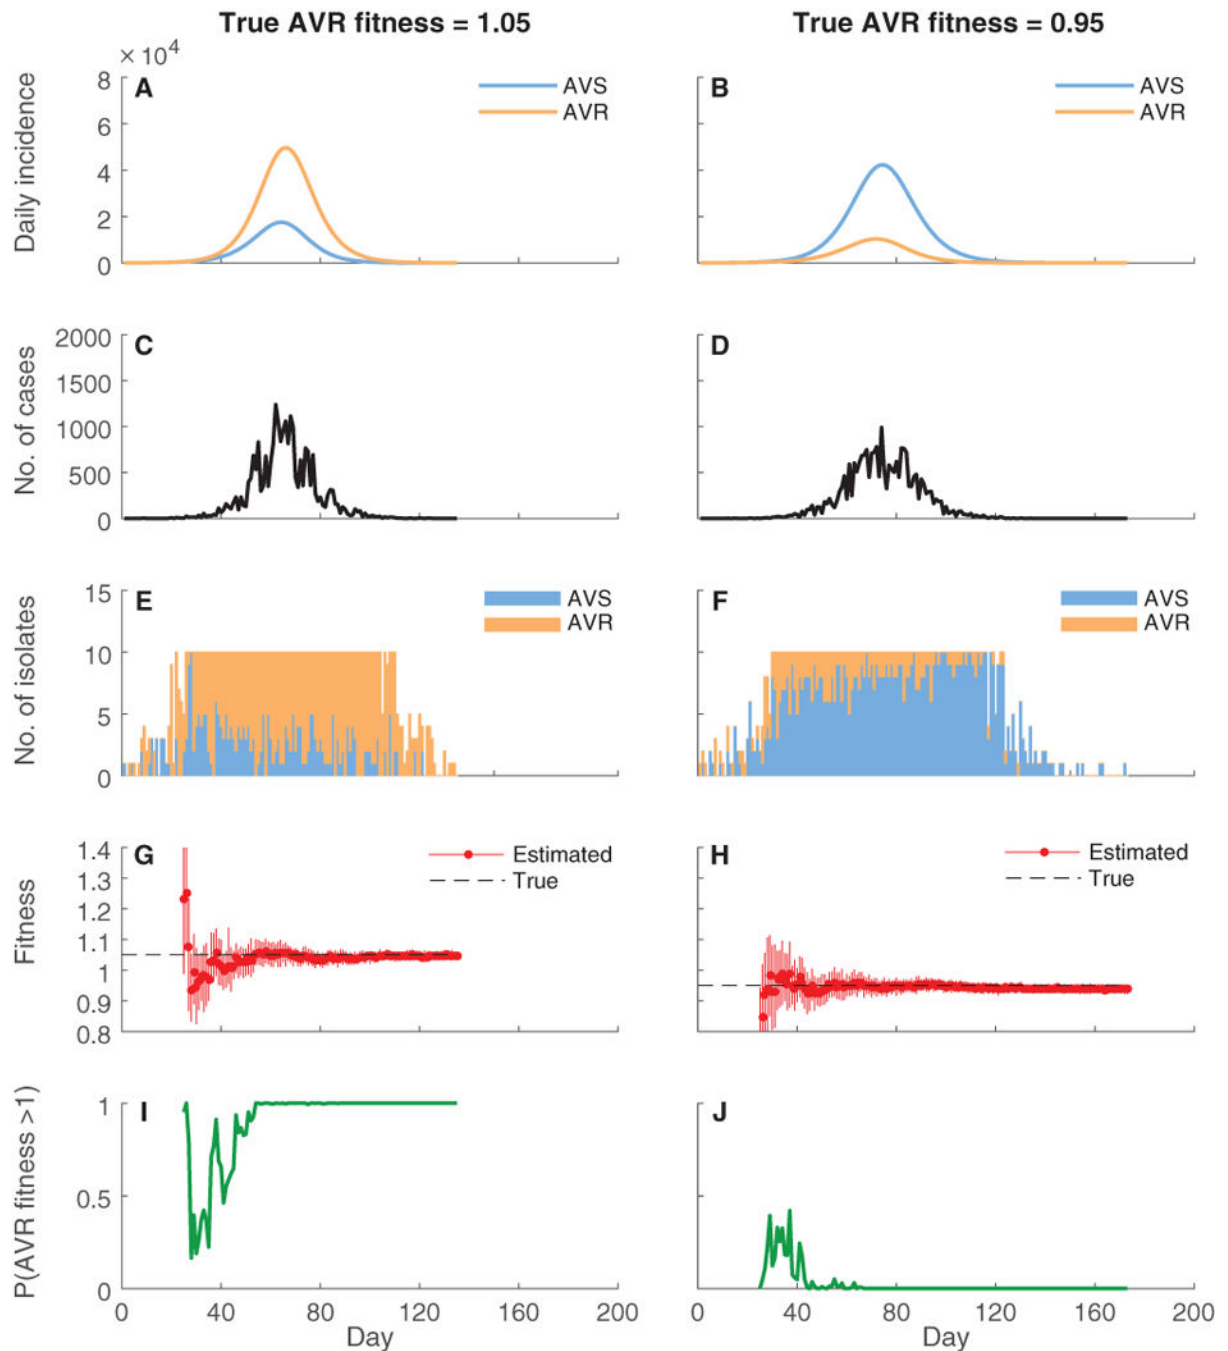 True AVR fitness = 1.05
True AVR fitness = 0.95
× 10⁴
Daily incidence
8
6
4
2
0
A
AVS
AVR
B
AVS
AVR
No. of cases
2000
1500
1000
500
0
C
D
No. of isolates
15
10
5
0
E
AVS
AVR
F
AVS
AVR
Fitness
1.4
1.3
1.2
1.1
1
0.9
0.8
G
Estimated
True
H
Estimated
True
P(AVR fitness >1)
1
0.5
0
I
J
0 40 80 120 160 200
0 40 80 120 160 200
Day
Day